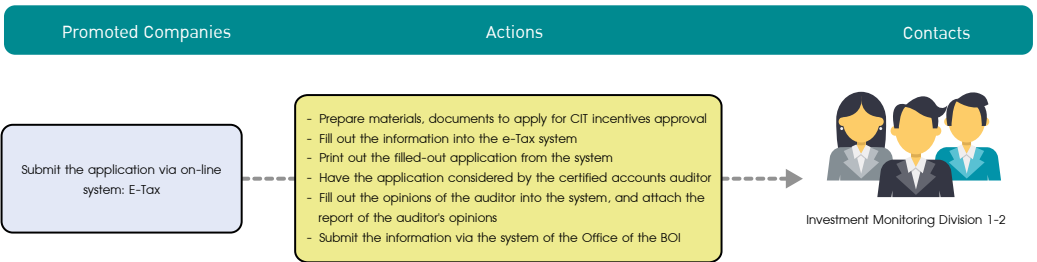 Promoted Companies
Actions
Contacts
Submit the application via on-line
system: E-Tax
- Prepare materials, documents to apply for CIT incentives approval
- Fill out the information into the e-Tax system
- Print out the filled-out application from the system
- Have the application considered by the certified accounts auditor
- Fill out the opinions of the auditor into the system, and attach the
report of the auditor's opinions
- Submit the information via the system of the Office of the BOI
Investment Monitoring Division 1-2